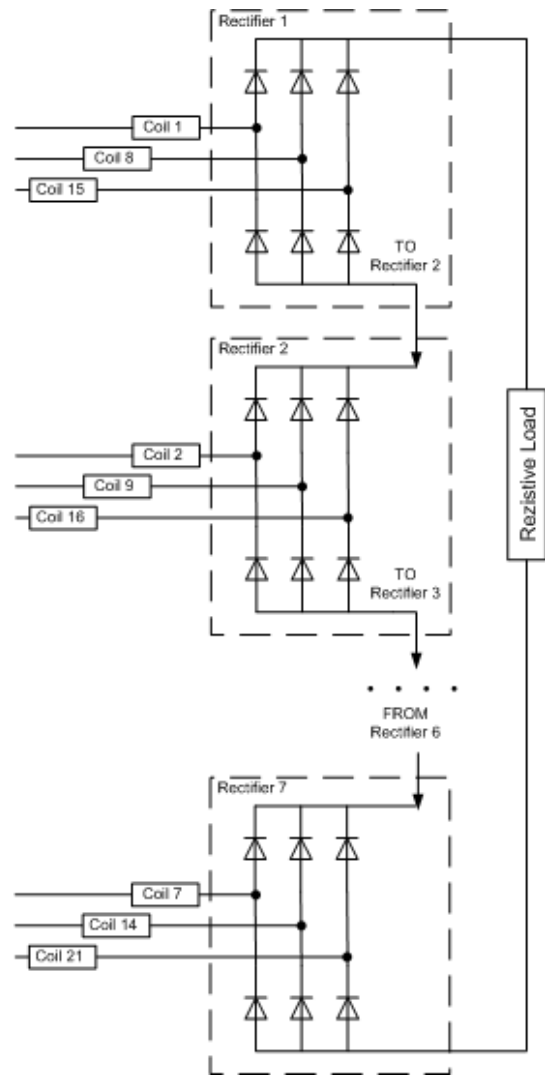 Rectifier 1
Coil 1
Coil 8
Coil 15
TO
Rectifier 2
Rectifier 2
Coil 2
Coil 9
Coil 16
TO
Rectifier 3
Rezistive Load
FROM
Rectifier 6
Rectifier 7
Coil 7
Coil 14
Coil 21